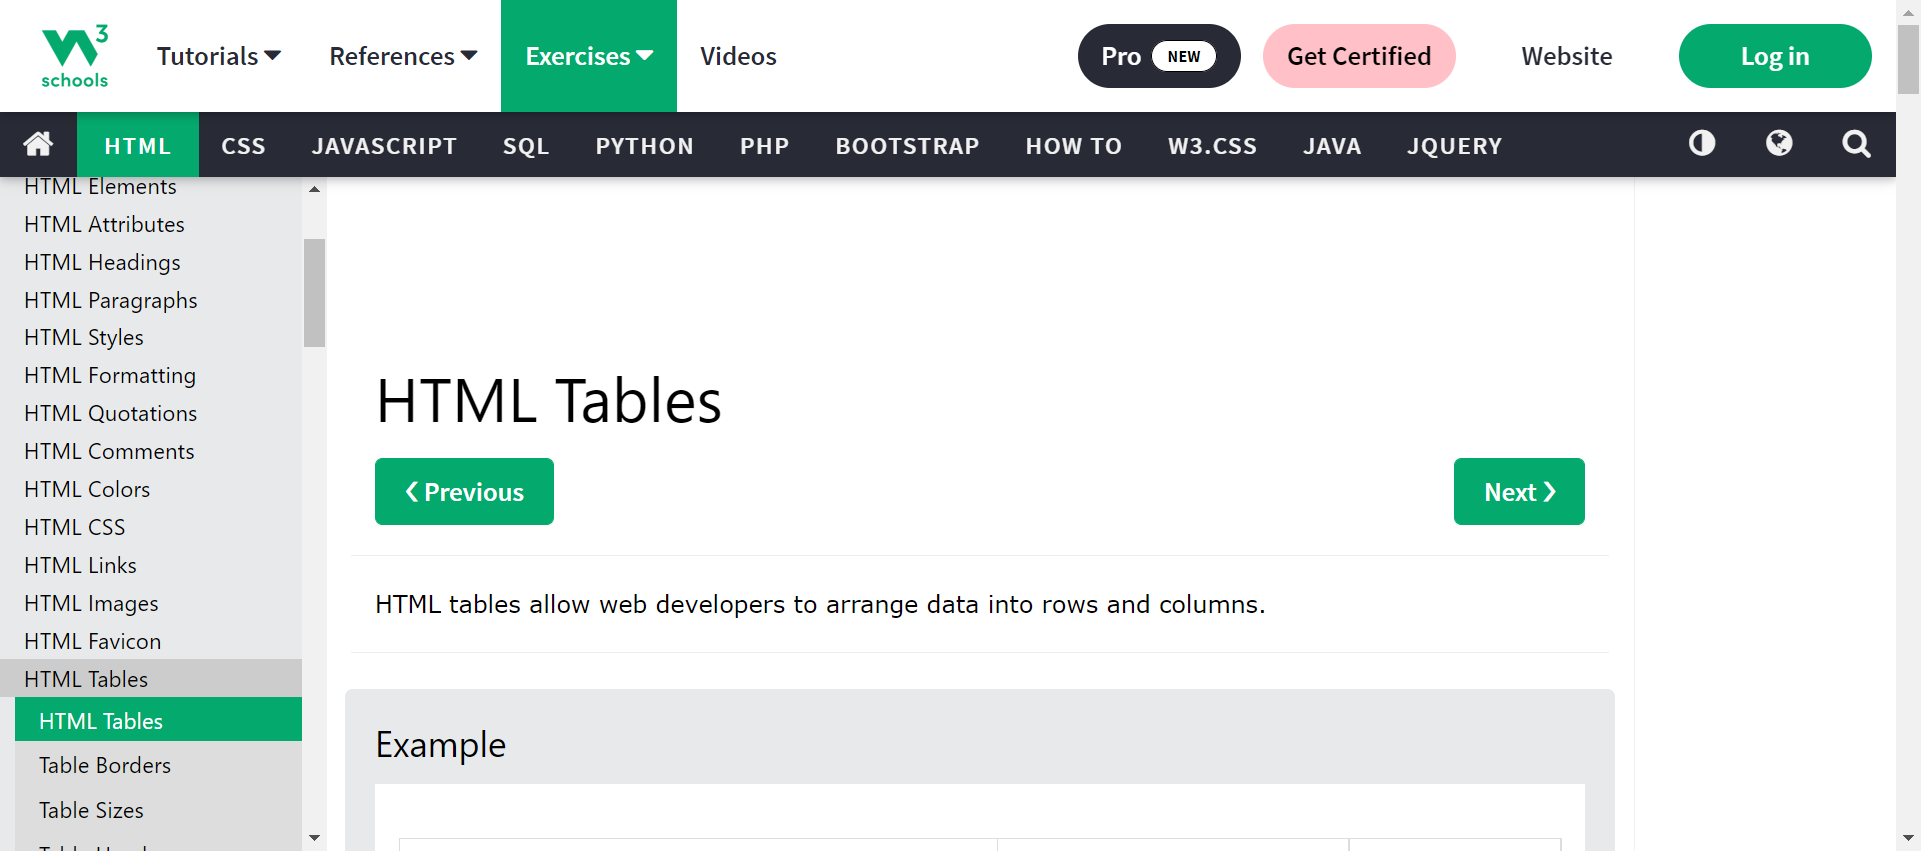 W3 schools
Tutorials References Exercises Videos Pro NEW Get Certified Website Log in
HTML CSS JAVASCRIPT SQL PYTHON PHP BOOTSTRAP HOW TO W3.CSS JAVA JQUERY
HTML Elements
HTML Attributes
HTML Headings
HTML Paragraphs
HTML Styles
HTML Formatting
HTML Quotations
HTML Comments
HTML Colors
HTML CSS
HTML Links
HTML Images
HTML Favicon
HTML Tables
HTML Tables
Table Borders
Table Sizes
HTML Tables
❮ Previous
Next ❯
HTML tables allow web developers to arrange data into rows and columns.
Example